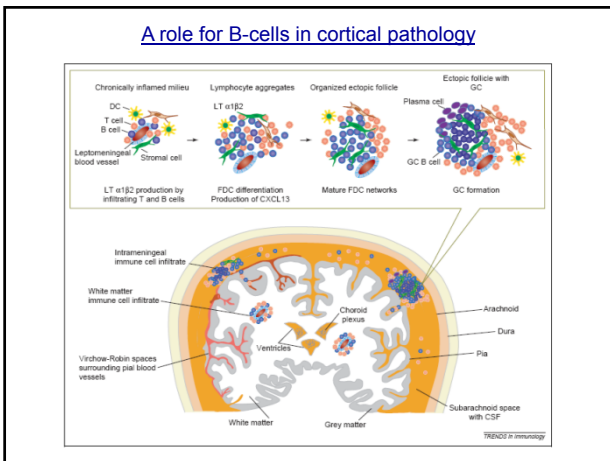 A role for B-cells in cortical pathology
Chronically inflamed milieu
Lymphocyte aggregates
Organized ectopic follicle
Ectopic follicle with
GC
DC
T cell
B cell
Leptomeningeal
blood vessel
Stromal cell
LT α1β2
Plasma cell
GC B cell
LT α1β2 production by
infiltrating T and B cells
FDC differentiation
Production of CXCL13
Mature FDC networks
GC formation
Intrameningeal
immune cell infiltrate
White matter
immune cell infiltrate
Virchow-Robin spaces
surrounding pial blood
vessels
Choroid
plexus
Ventricles
White matter
Grey matter
Arachnoid
Dura
Pia
Subarachnoid space
with CSF
TRENDS in Immunology